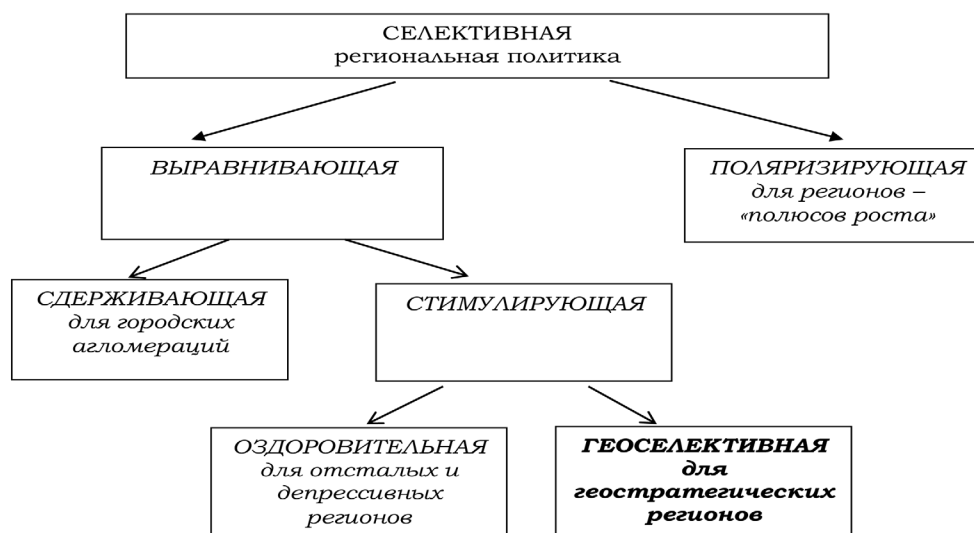 СЕЛЕКТИВНАЯ
региональная политика
ВЫРАВНИВАЮЩАЯ
ПОЛЯРИЗИРУЮЩАЯ
для регионов –
«полюсов роста»
СДЕРЖИВАЮЩАЯ
для городских
агломераций
СТИМУЛИРУЮЩАЯ
ОЗДОРОВИТЕЛЬНАЯ
для отсталых и
депрессивных
регионов
ГЕОСЕЛЕКТИВНАЯ
для
геостратегических
регионов